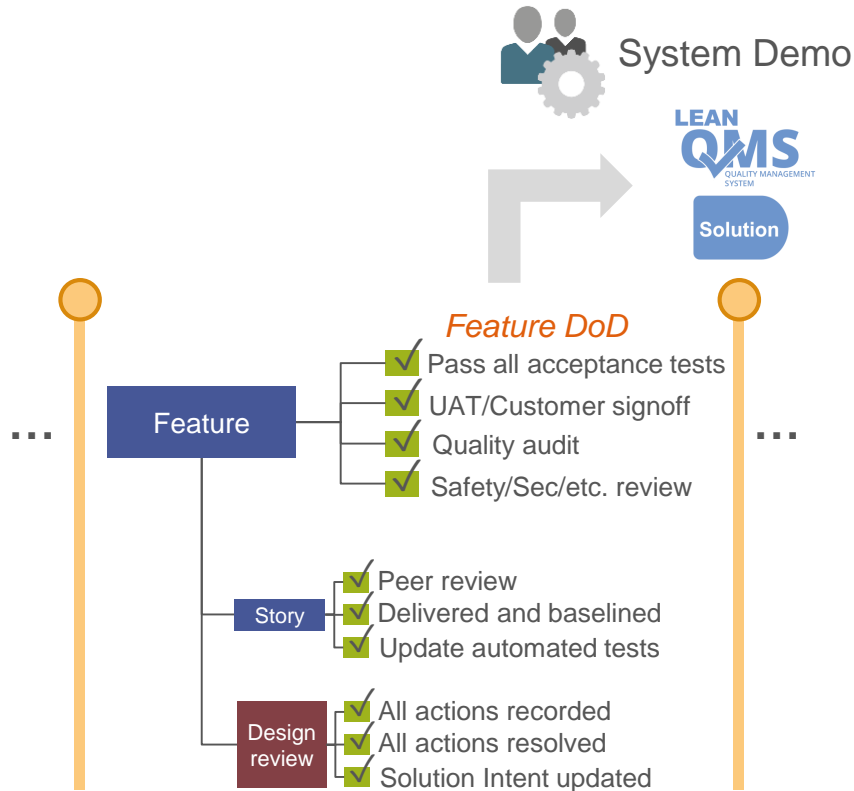 System Demo
LEAN
QMS
QUALITY MANAGEMENT
SYSTEM
Solution
Feature DoD
Pass all acceptance tests
Feature
UAT/Customer signoff
...
...
Quality audit
Safety/Sec/etc. review
Peer review
Story
Delivered and baselined
Update automated tests
All actions recorded
Design
review
All actions resolved
Solution Intent updated